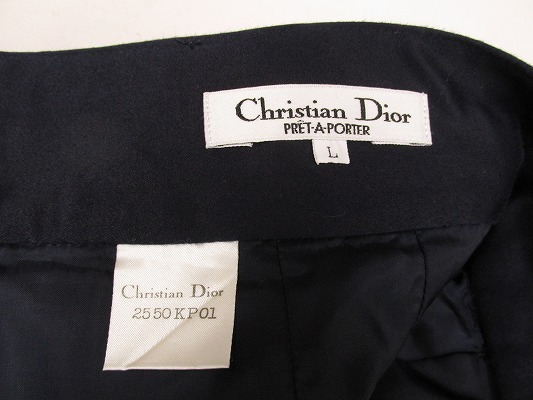 Christian Dior
PRÊT-A-PORTER
L
Christian Dior
2550KP01